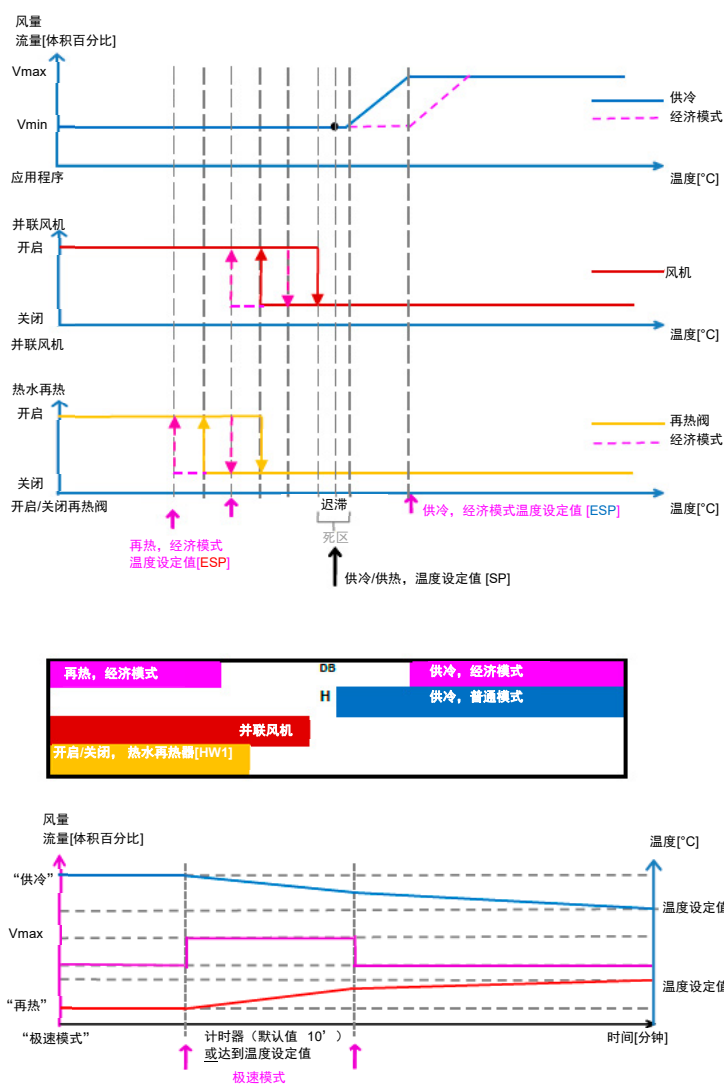 风量
流量[体积百分比]
Vmax
Vmin
供冷
经济模式
应用程序
温度[°C]
并联风机
开启
风机
关闭
温度[°C]
并联风机
热水再热
开启
再热阀
经济模式
关闭
开启/关闭再热阀
温度[°C]
迟滞
供冷，经济模式温度设定值 [ESP]
死区
再热，经济模式
温度设定值[ESP]
供冷/供热，温度设定值 [SP]
再热，经济模式
DB
供冷，经济模式
H
供冷，普通模式
并联风机
开启/关闭， 热水再热器[HW1]
风量
流量[体积百分比]
温度[°C]
“供冷”
温度设定值
Vmax
温度设定值
“再热”
“极速模式”
计时器（默认值 10’）
或达到温度设定值
时间[分钟]
极速模式